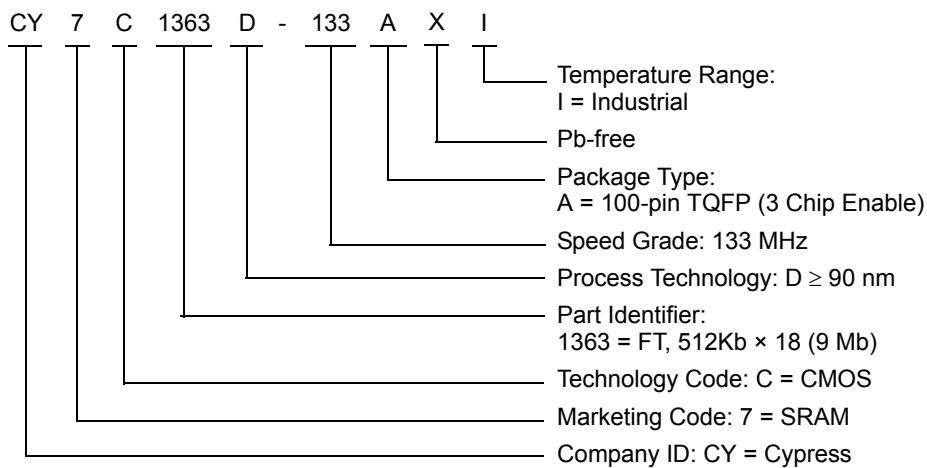 CY 7 C 1363 D - 133 A X I
Temperature Range:
I = Industrial
Pb-free
Package Type:
A = 100-pin TQFP (3 Chip Enable)
Speed Grade: 133 MHz
Process Technology: D ≥ 90 nm
Part Identifier:
1363 = FT, 512Kb × 18 (9 Mb)
Technology Code: C = CMOS
Marketing Code: 7 = SRAM
Company ID: CY = Cypress